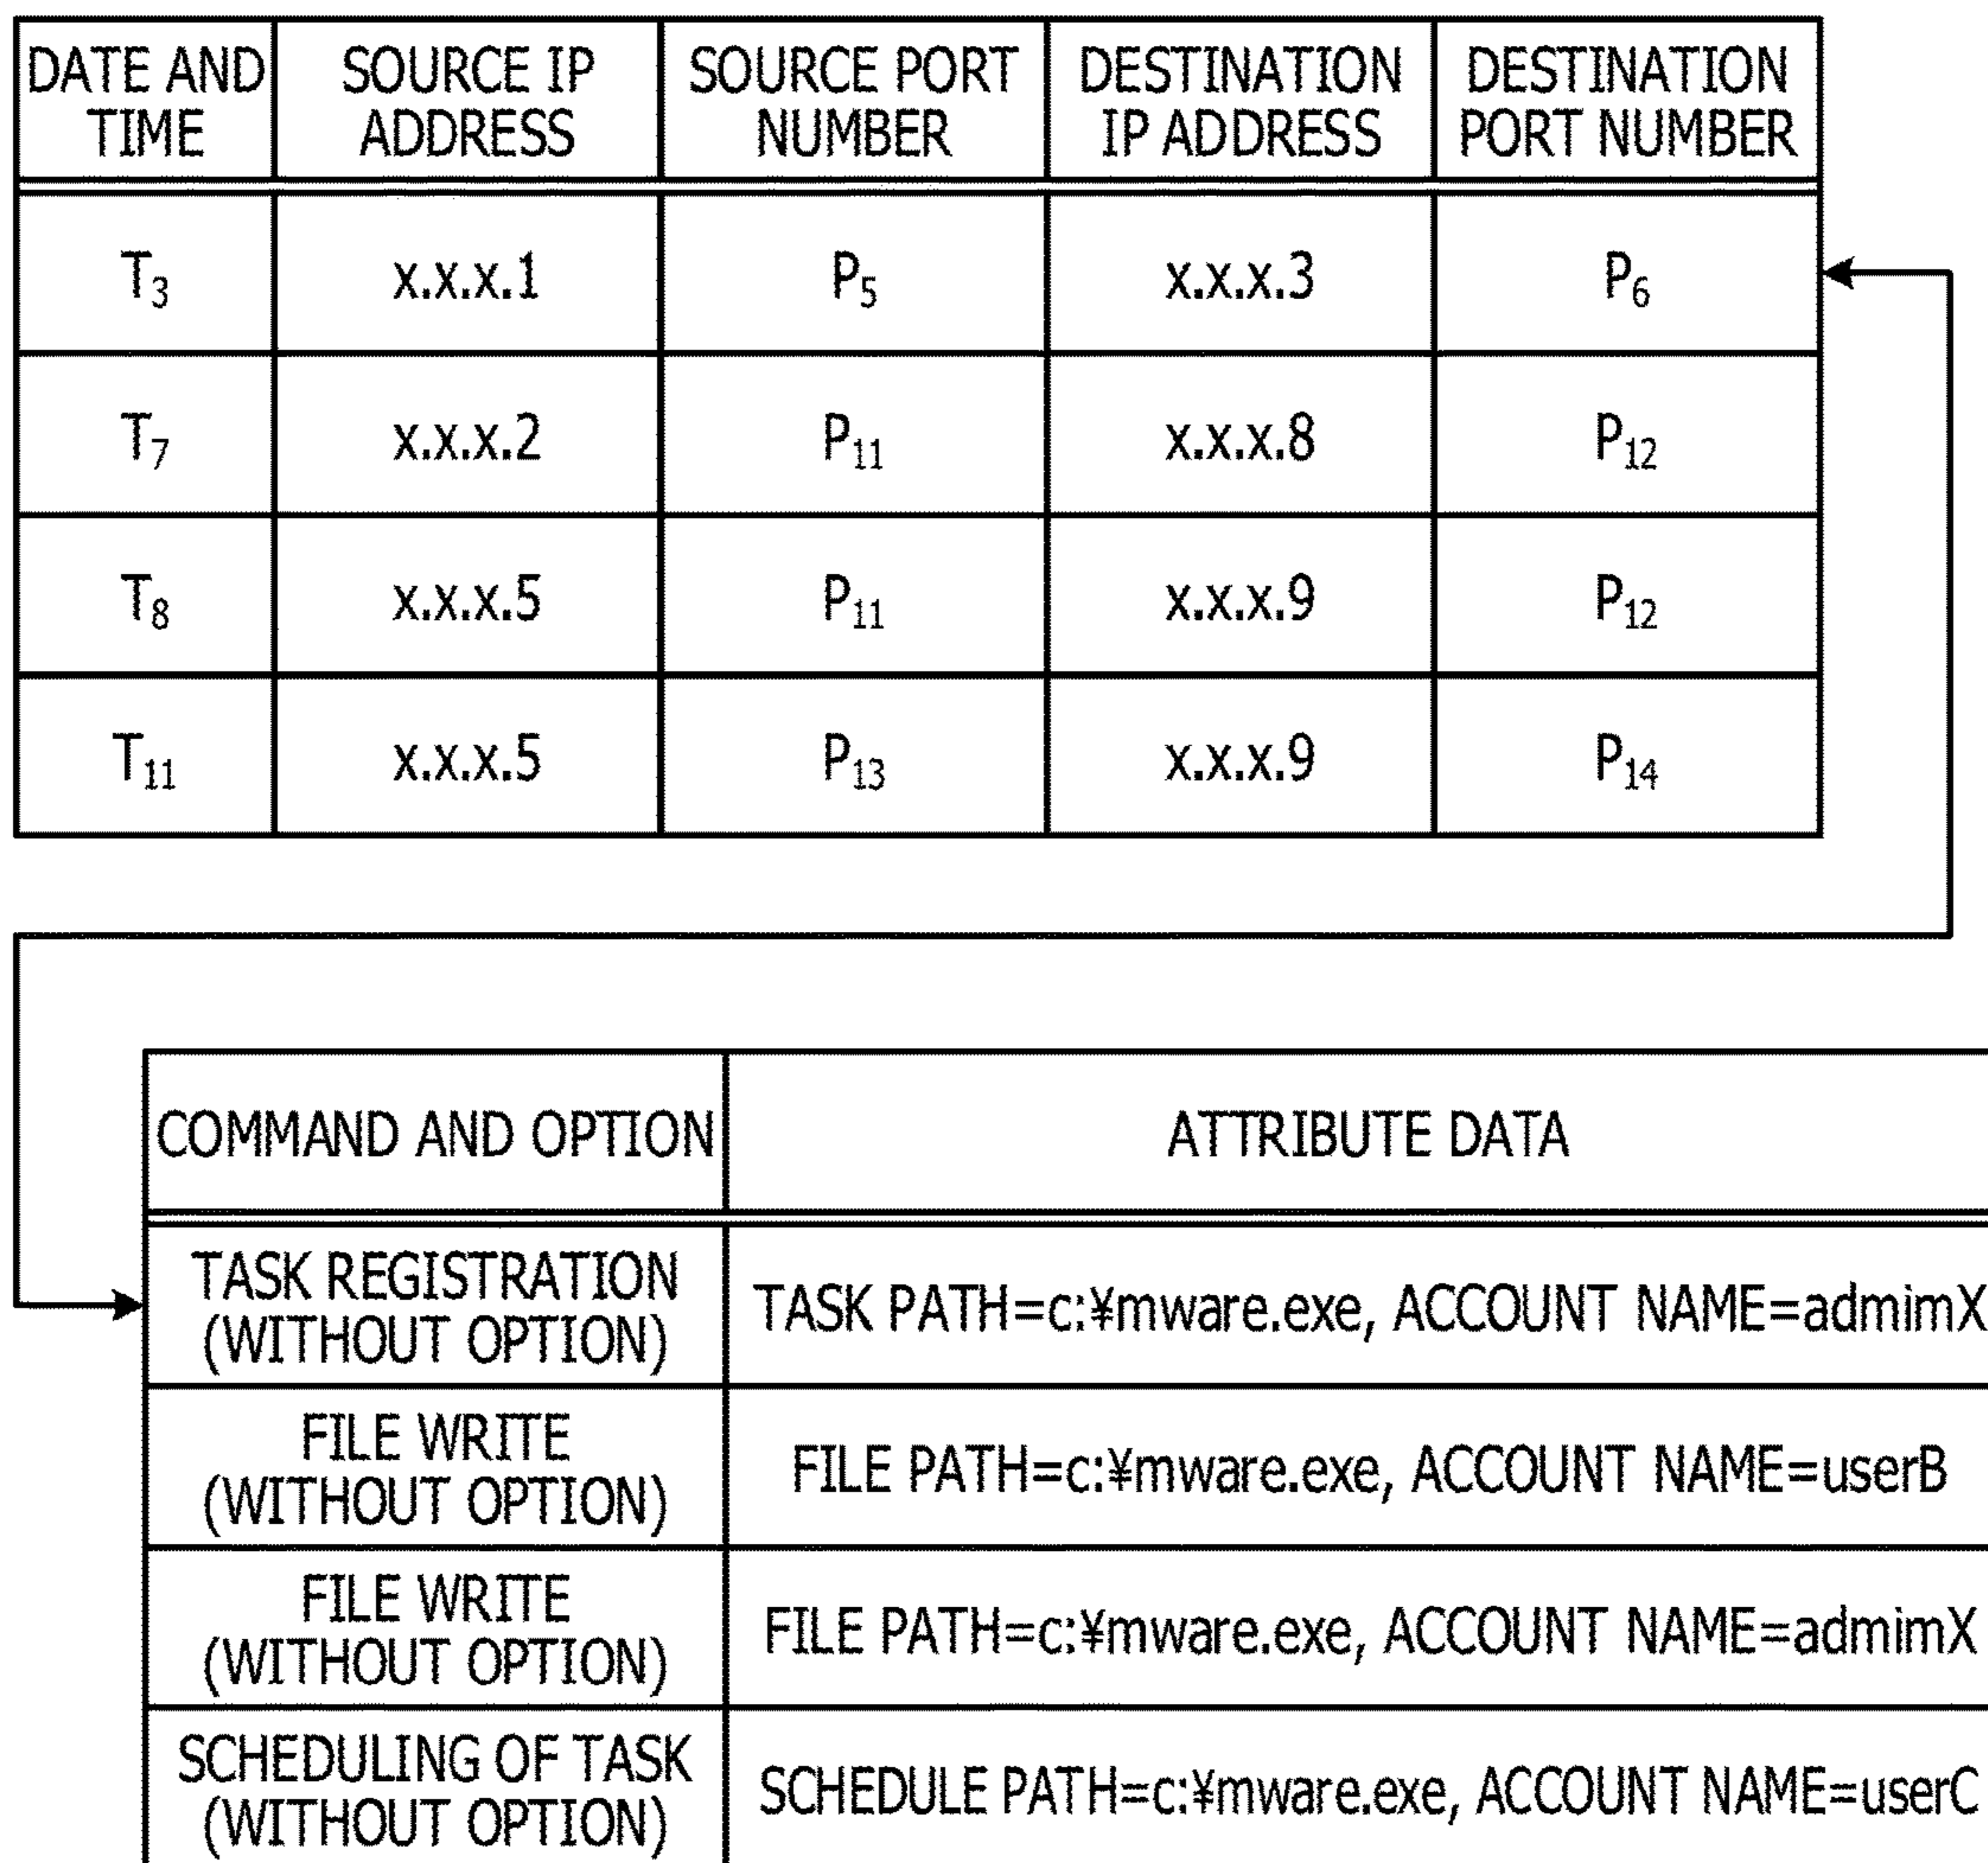 DATE AND TIME SOURCE IP ADDRESS SOURCE PORT NUMBER DESTINATION IP ADDRESS DESTINATION PORT NUMBER
T3 x.x.x.1 P5 x.x.x.3 P6
T7 x.x.x.2 P11 x.x.x.8 P12
T8 x.x.x.5 P11 x.x.x.9 P12
T11 x.x.x.5 P13 x.x.x.9 P14
COMMAND AND OPTION ATTRIBUTE DATA
TASK REGISTRATION (WITHOUT OPTION) TASK PATH=c:¥mware.exe, ACCOUNT NAME=admimX
FILE WRITE (WITHOUT OPTION) FILE PATH=c:¥mware.exe, ACCOUNT NAME=userB
FILE WRITE (WITHOUT OPTION) FILE PATH=c:¥mware.exe, ACCOUNT NAME=admimX
SCHEDULING OF TASK (WITHOUT OPTION) SCHEDULE PATH=c:¥mware.exe, ACCOUNT NAME=userC